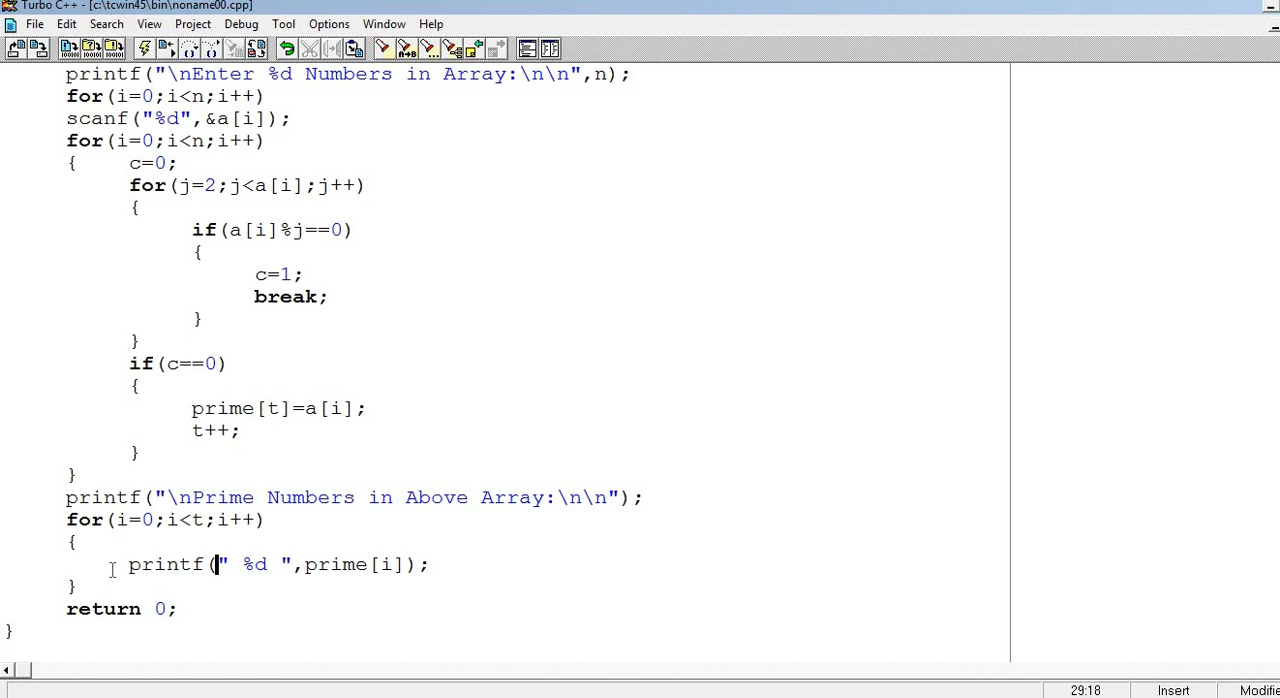 Turbo C++ - [c:\tcwin45\bin\noname00.cpp]
File Edit Search View Project Debug Tool Options Window Help
printf("\nEnter %d Numbers in Array:\n\n",n);
for(i=0;i<n;i++)
scanf("%d",&a[i]);
for(i=0;i<n;i++)
{ c=0;
for(j=2;j<a[i];j++)
{
if(a[i]%j==0)
{
c=1;
break;
}
}
if(c==0)
{
prime[t]=a[i];
t++;
}
}
printf("\nPrime Numbers in Above Array:\n\n");
for(i=0;i<t;i++)
{
printf(" %d ",prime[i]);
}
return 0;
}
29:18 Insert Modifie